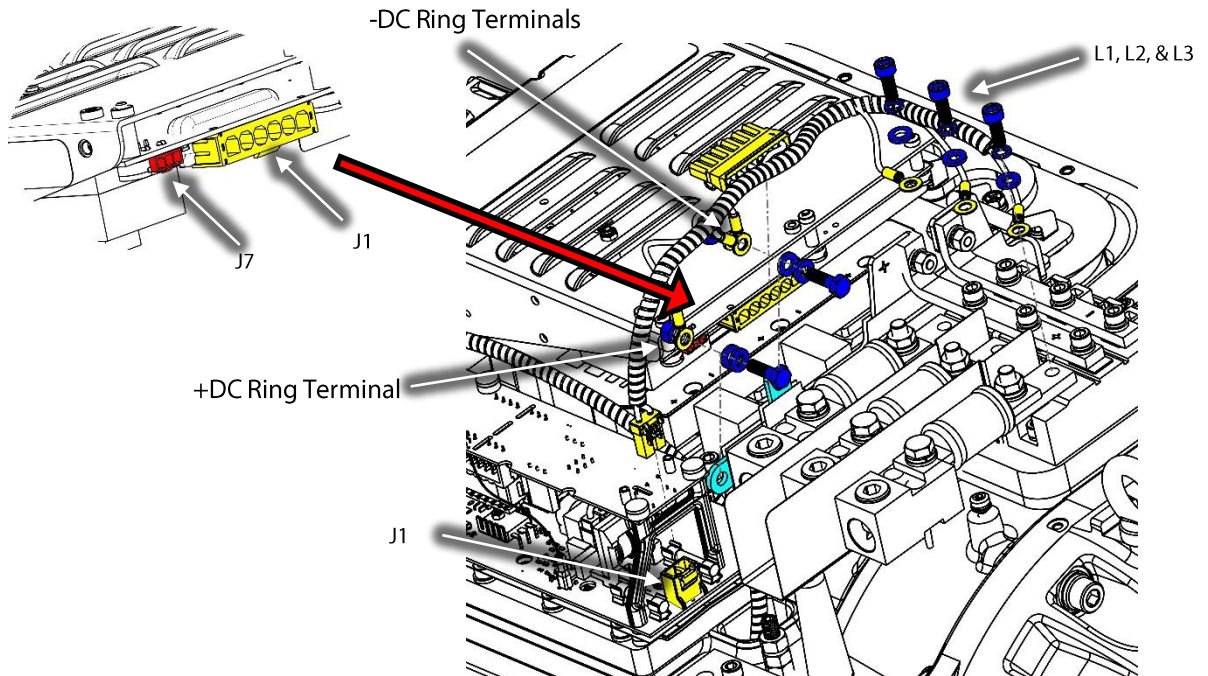 -DC Ring Terminals
L1, L2, & L3
J1
J7
+DC Ring Terminal
J1